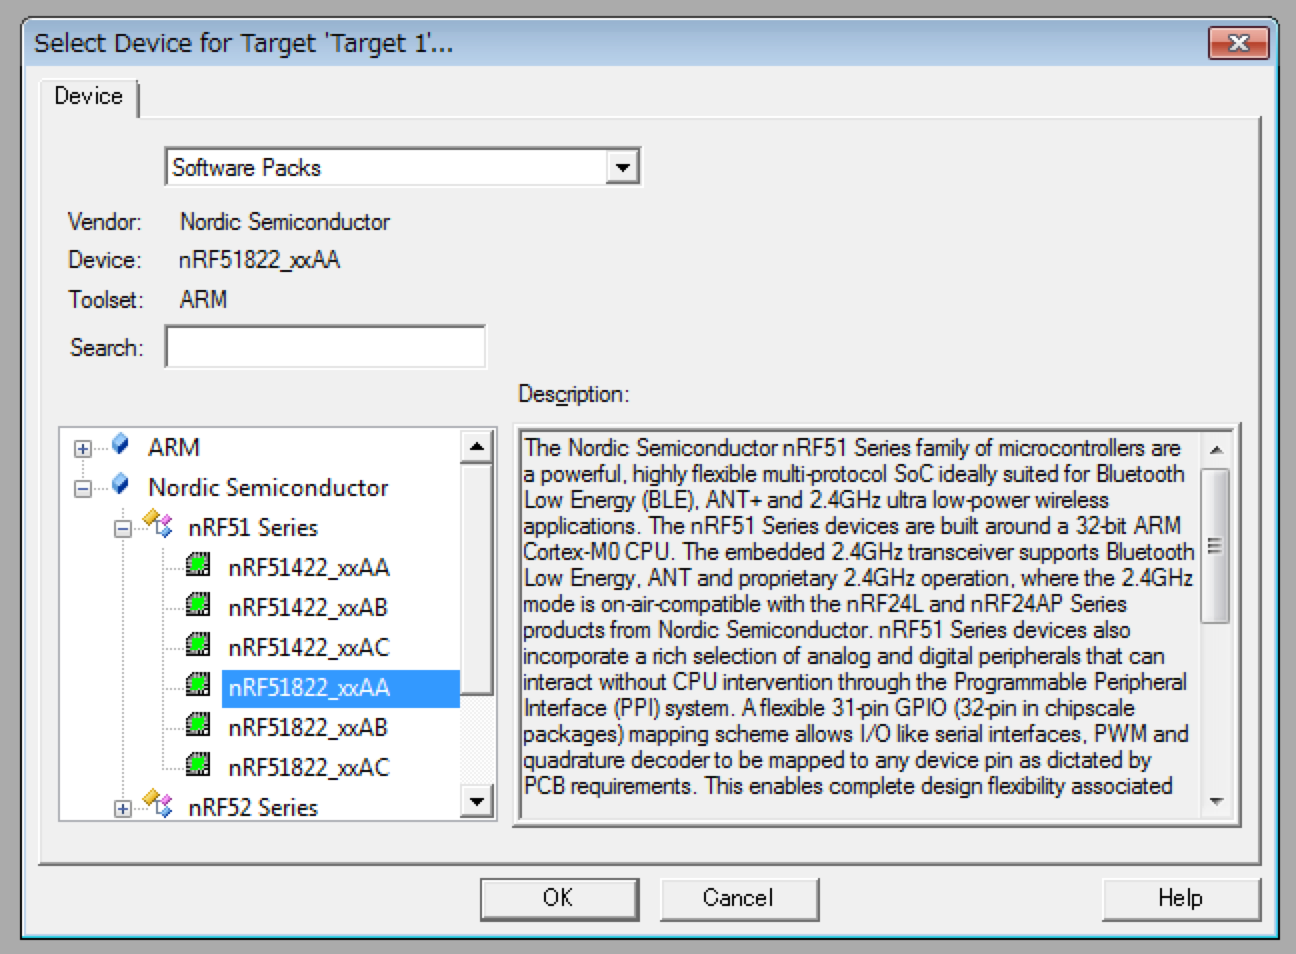 Select Device for Target 'Target 1'...
Device
Software Packs
Vendor: Nordic Semiconductor
Device: nRF51822_xxAA
Toolset: ARM
Search:
Description:
ARM
Nordic Semiconductor
nRF51 Series
nRF51422_xxAA
nRF51422_xxAB
nRF51422_xxAC
nRF51822_xxAA
nRF51822_xxAB
nRF51822_xxAC
nRF52 Series
The Nordic Semiconductor nRF51 Series family of microcontrollers are
a powerful, highly flexible multi-protocol SoC ideally suited for Bluetooth
Low Energy (BLE), ANT+ and 2.4GHz ultra low-power wireless
applications. The nRF51 Series devices are built around a 32-bit ARM
Cortex-M0 CPU. The embedded 2.4GHz transceiver supports Bluetooth
Low Energy, ANT and proprietary 2.4GHz operation, where the 2.4GHz
mode is on-air-compatible with the nRF24L and nRF24AP Series
products from Nordic Semiconductor. nRF51 Series devices also
incorporate a rich selection of analog and digital peripherals that can
interact without CPU intervention through the Programmable Peripheral
Interface (PPI) system. A flexible 31-pin GPIO (32-pin in chipscale
packages) mapping scheme allows I/O like serial interfaces, PWM and
quadrature decoder to be mapped to any device pin as dictated by
PCB requirements. This enables complete design flexibility associated
OK
Cancel
Help